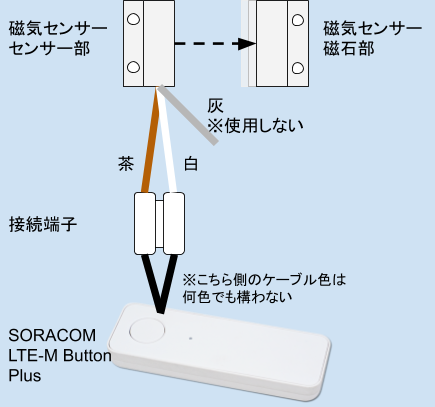 磁気センサー
センサー部
磁気センサー
磁石部
灰
※使用しない
茶
白
接続端子
※こちら側のケーブル色は
何色でも構わない
SORACOM
LTE-M Button
Plus